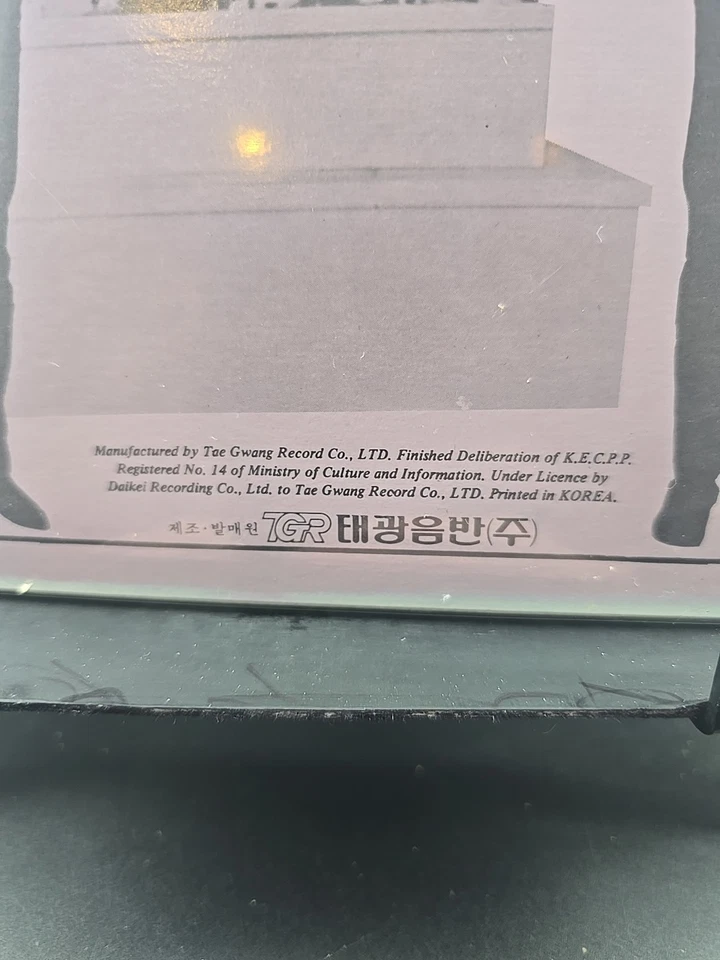 Manufactured by Tae Gwang Record Co., LTD. Finished Deliberation of K.E.C.P.P.
Registered No. 14 of Ministry of Culture and Information. Under Licence by
Daikei Recording Co., Ltd. to Tae Gwang Record Co., LTD. Printed in KOREA.
제조·발매원 TGR 태광음반(주)